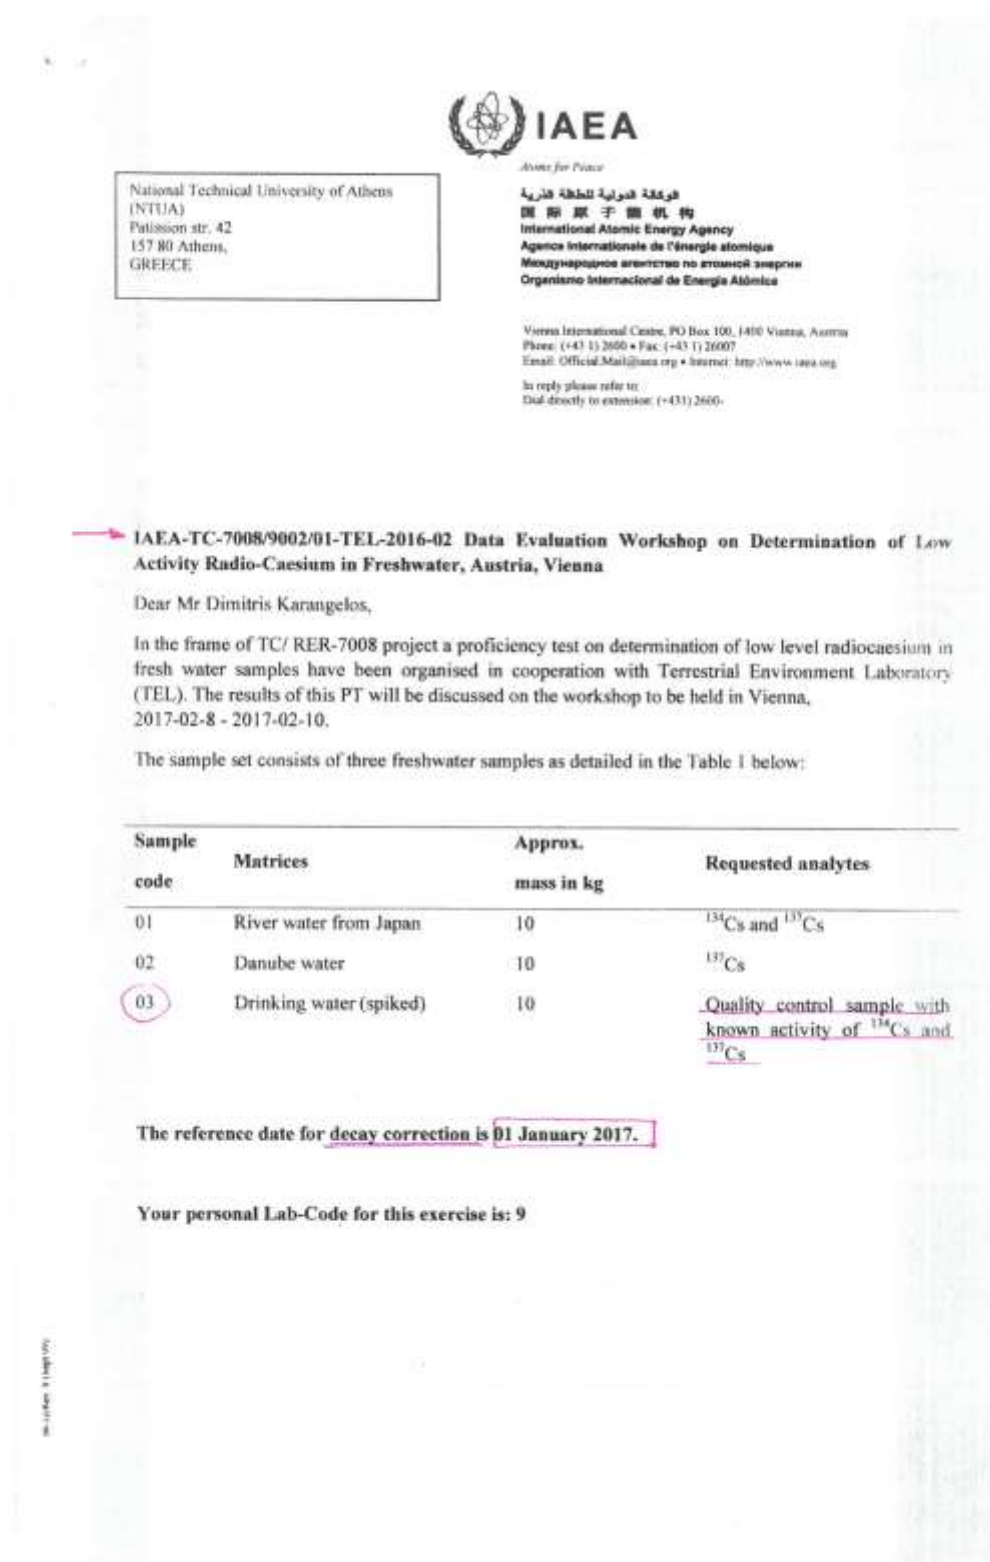 IAEA
Atoms for Peace
National Technical University of Athens
(NTUA)
Patission str. 42
157 80 Athens,
GREECE
الوكالة الدولية للطاقة الذرية
国 际 原 子 能 机 构
International Atomic Energy Agency
Agence Internationale de l'énergie atomique
Международное агентство по атомной энергии
Organismo Internacional de Energía Atómica
Vienna International Centre, PO Box 100, 1400 Vienna, Austria
Phone: (+43 1) 2600 • Fax: (+43 1) 26007
Email: Official.Mail@iaea.org • Internet: http://www.iaea.org
In reply please refer to:
Dial directly to extension: (+431) 2600-
IAEA-TC-7008/9002/01-TEL-2016-02 Data Evaluation Workshop on Determination of Low
Activity Radio-Caesium in Freshwater, Austria, Vienna
Dear Mr Dimitris Karangelos,
In the frame of TC/ RER-7008 project a proficiency test on determination of low level radiocaesium in
fresh water samples have been organised in cooperation with Terrestrial Environment Laboratory
(TEL). The results of this PT will be discussed on the workshop to be held in Vienna,
2017-02-8 - 2017-02-10.
The sample set consists of three freshwater samples as detailed in the Table 1 below:
Sample code Matrices Approx. mass in kg Requested analytes
01 River water from Japan 10 ¹³⁴Cs and ¹³⁷Cs
02 Danube water 10 ¹³⁷Cs
03 Drinking water (spiked) 10 Quality control sample with
known activity of ¹³⁴Cs and
¹³⁷Cs
The reference date for decay correction is 01 January 2017.
Your personal Lab-Code for this exercise is: 9